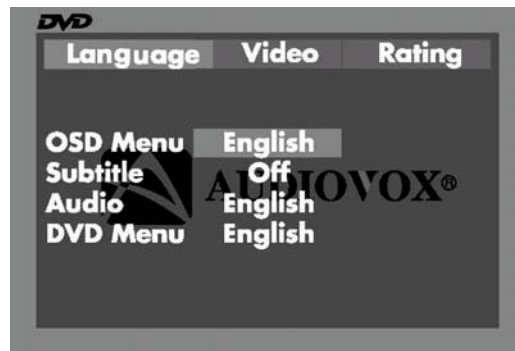 DVD
Language Video Rating
OSD Menu English
Subtitle Off
Audio English
DVD Menu English
AUDIOVOX®